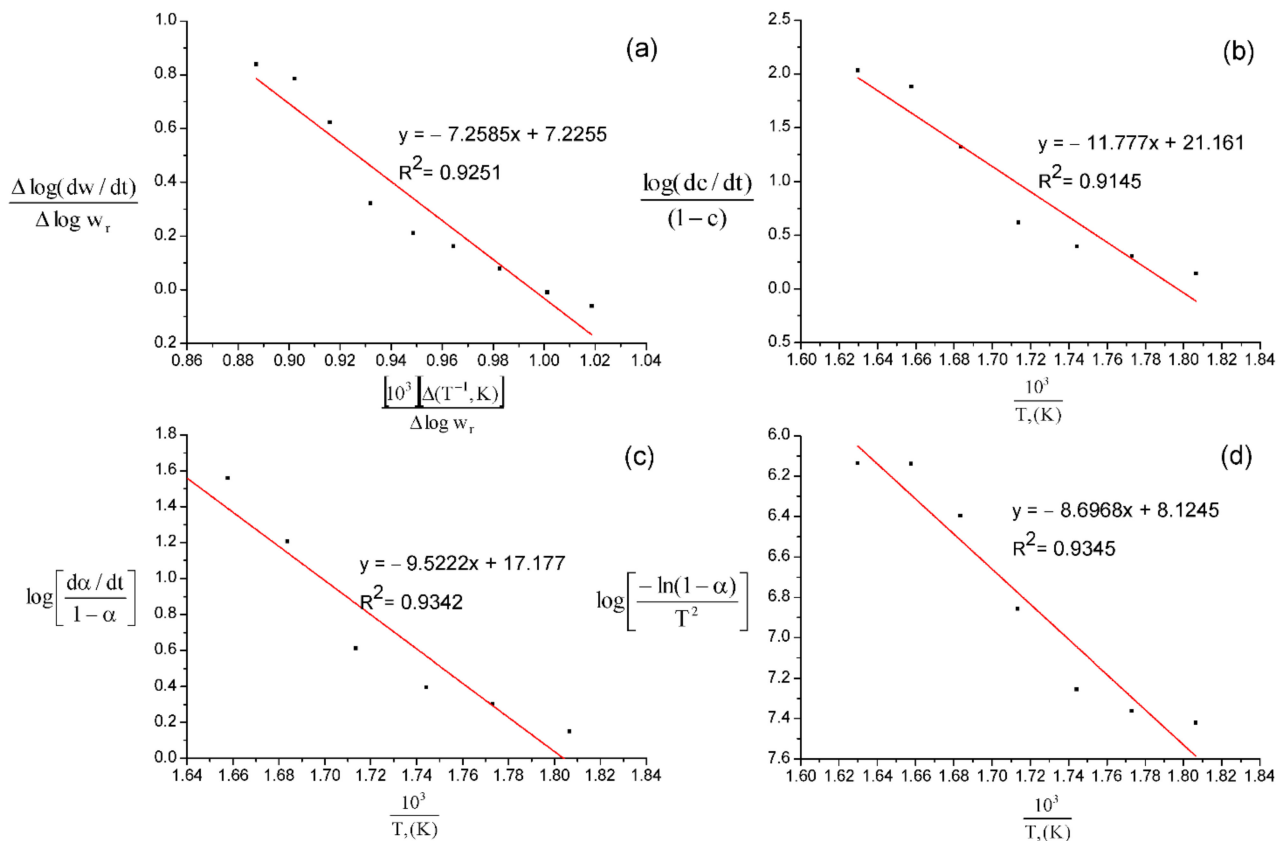 (a)
Δ log(dw/dt)
Δ log w_r
1.0
0.8
0.6
0.4
0.2
0.0
0.2
y = − 7.2585x + 7.2255
R² = 0.9251
0.86 0.88 0.90 0.92 0.94 0.96 0.98 1.00 1.02 1.04
[10³][Δ(T⁻¹,K)]
Δ log w_r
(b)
log(dc/dt)
(1−c)
2.5
2.0
1.5
1.0
0.5
0.0
0.5
y = − 11.777x + 21.161
R² = 0.9145
1.60 1.62 1.64 1.66 1.68 1.70 1.72 1.74 1.76 1.78 1.80 1.82 1.84
10³
T,(K)
(c)
log[(dα/dt)/(1−α)]
1.8
1.6
1.4
1.2
1.0
0.8
0.6
0.4
0.2
0.0
y = − 9.5222x + 17.177
R² = 0.9342
1.64 1.66 1.68 1.70 1.72 1.74 1.76 1.78 1.80 1.82 1.84
10³
T,(K)
(d)
log[−ln(1−α)/T²]
6.0
6.2
6.4
6.6
6.8
7.0
7.2
7.4
7.6
y = − 8.6968x + 8.1245
R² = 0.9345
1.60 1.62 1.64 1.66 1.68 1.70 1.72 1.74 1.76 1.78 1.80 1.82 1.84
10³
T,(K)